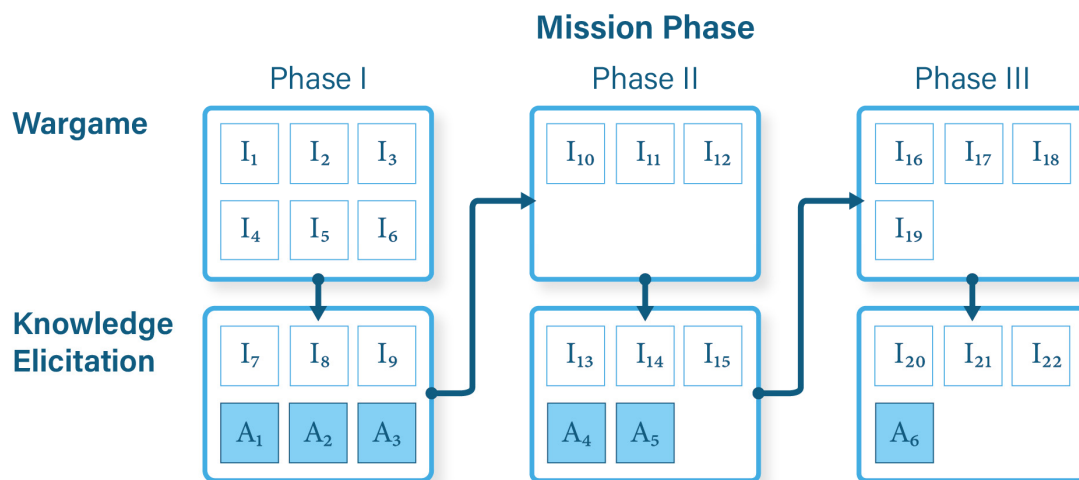 Mission Phase
Phase I Phase II Phase III
Wargame
I₁ I₂ I₃ I₁₀ I₁₁ I₁₂ I₁₆ I₁₇ I₁₈
I₄ I₅ I₆ I₁₉
Knowledge
Elicitation
I₇ I₈ I₉ I₁₃ I₁₄ I₁₅ I₂₀ I₂₁ I₂₂
A₁ A₂ A₃ A₄ A₅ A₆